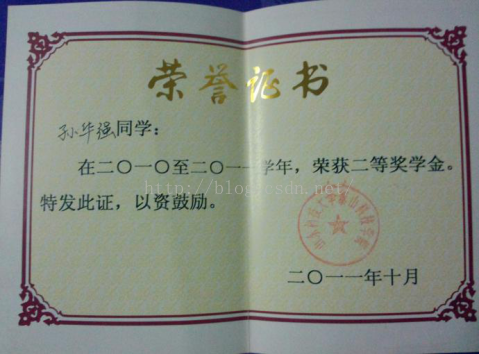 荣誉证书
孙华强同学：
在二〇一〇至二〇一一学年，荣获二等奖学金。
http://blog.csdn.net/
特发此证，以资鼓励。
二〇一一年十月